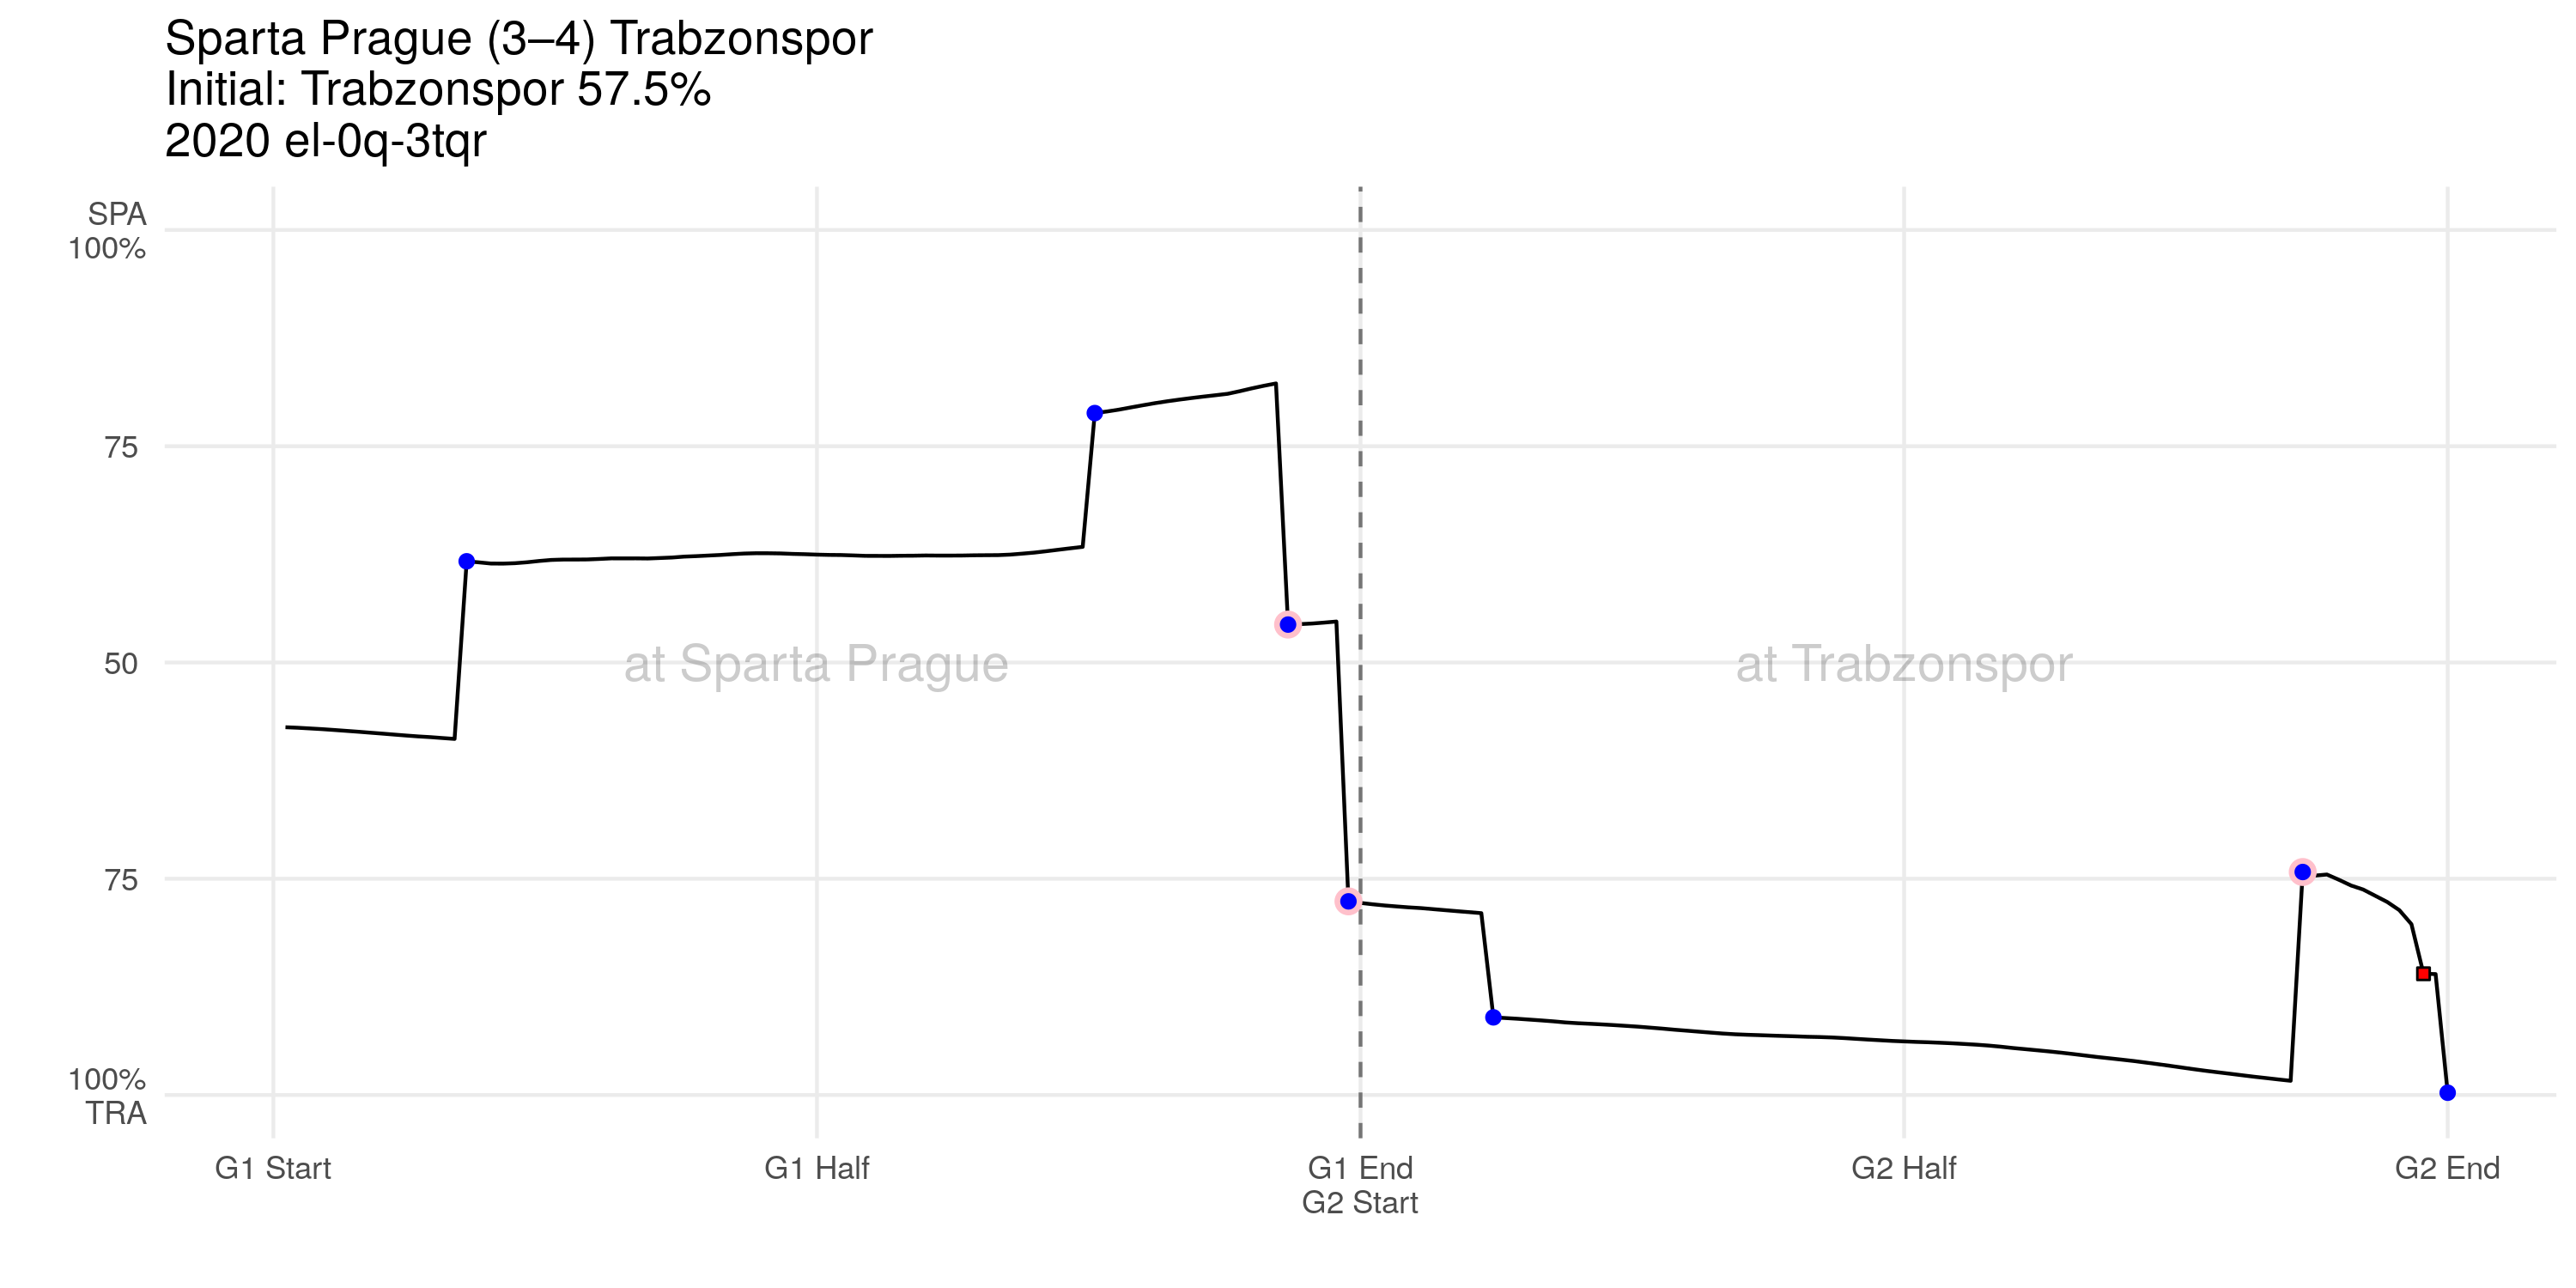 Sparta Prague (3–4) Trabzonspor
Initial: Trabzonspor 57.5%
2020 el-0q-3tqr
SPA
100%
75
50
75
100%
TRA
at Sparta Prague
at Trabzonspor
G1 Start
G1 Half
G1 End
G2 Start
G2 Half
G2 End